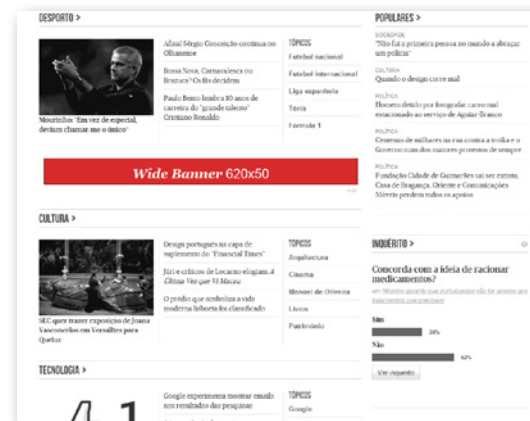 DESPORTO >
Mourinho: "Em vez de especial,
deviam chamar-me o único"
Afinal Sérgio Conceição continua no
Olhanense
Bossa Nova, Carnavalesca ou
Brazuca? Os fãs decidem
Paulo Bento lembra 10 anos de
carreira do "grande talento"
Cristiano Ronaldo
TÓPICOS
Futebol nacional
Futebol internacional
Liga espanhola
Ténis
Fórmula 1
Wide Banner 620x50
CULTURA >
SEC quer trazer exposição de Joana
Vasconcelos em Versalhes para
Queluz
Design português na capa de
suplemento do "Financial Times"
Júri e críticos de Locarno elogiam A
Última Vez que Vi Macau
O prédio que simboliza a vida
moderna lisboeta foi classificado
TÓPICOS
Arquitectura
Cinema
Manoel de Oliveira
Livros
Património
TECNOLOGIA >
4 1
Google experimenta mostrar emails
nos resultados das pesquisas
TÓPICOS
Google
POPULARES >
SOCIEDADE
"Não fui a primeira pessoa no mundo a abraçar
um polícia"
CULTURA
Quando o design corre mal
POLÍTICA
Homem detido por fotografar carro mal
estacionado ao serviço de Aguiar-Branco
POLÍTICA
Centenas de milhares na rua contra a troika e o
Governo num dos maiores protestos de sempre
POLÍTICA
Fundação Cidade de Guimarães vai ser extinta,
Casa de Bragança, Oriente e Comunicações
Móveis perdem todos os apoios
INQUÉRITO >
Concorda com a ideia de racionar
medicamentos?
Sim
38%
Não
62%
Ver inquérito